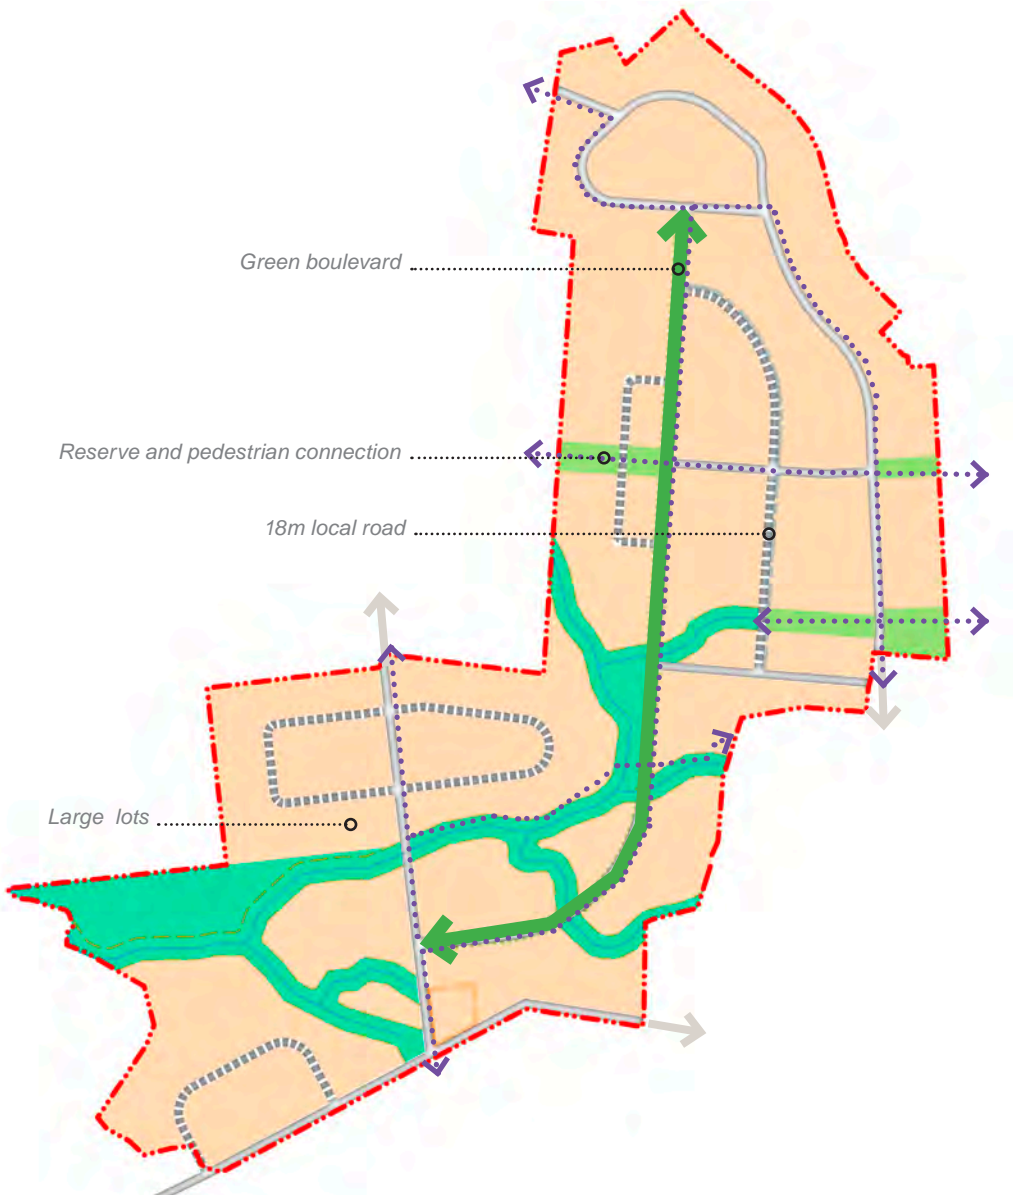 Green boulevard
Reserve and pedestrian connection
18m local road
Large lots